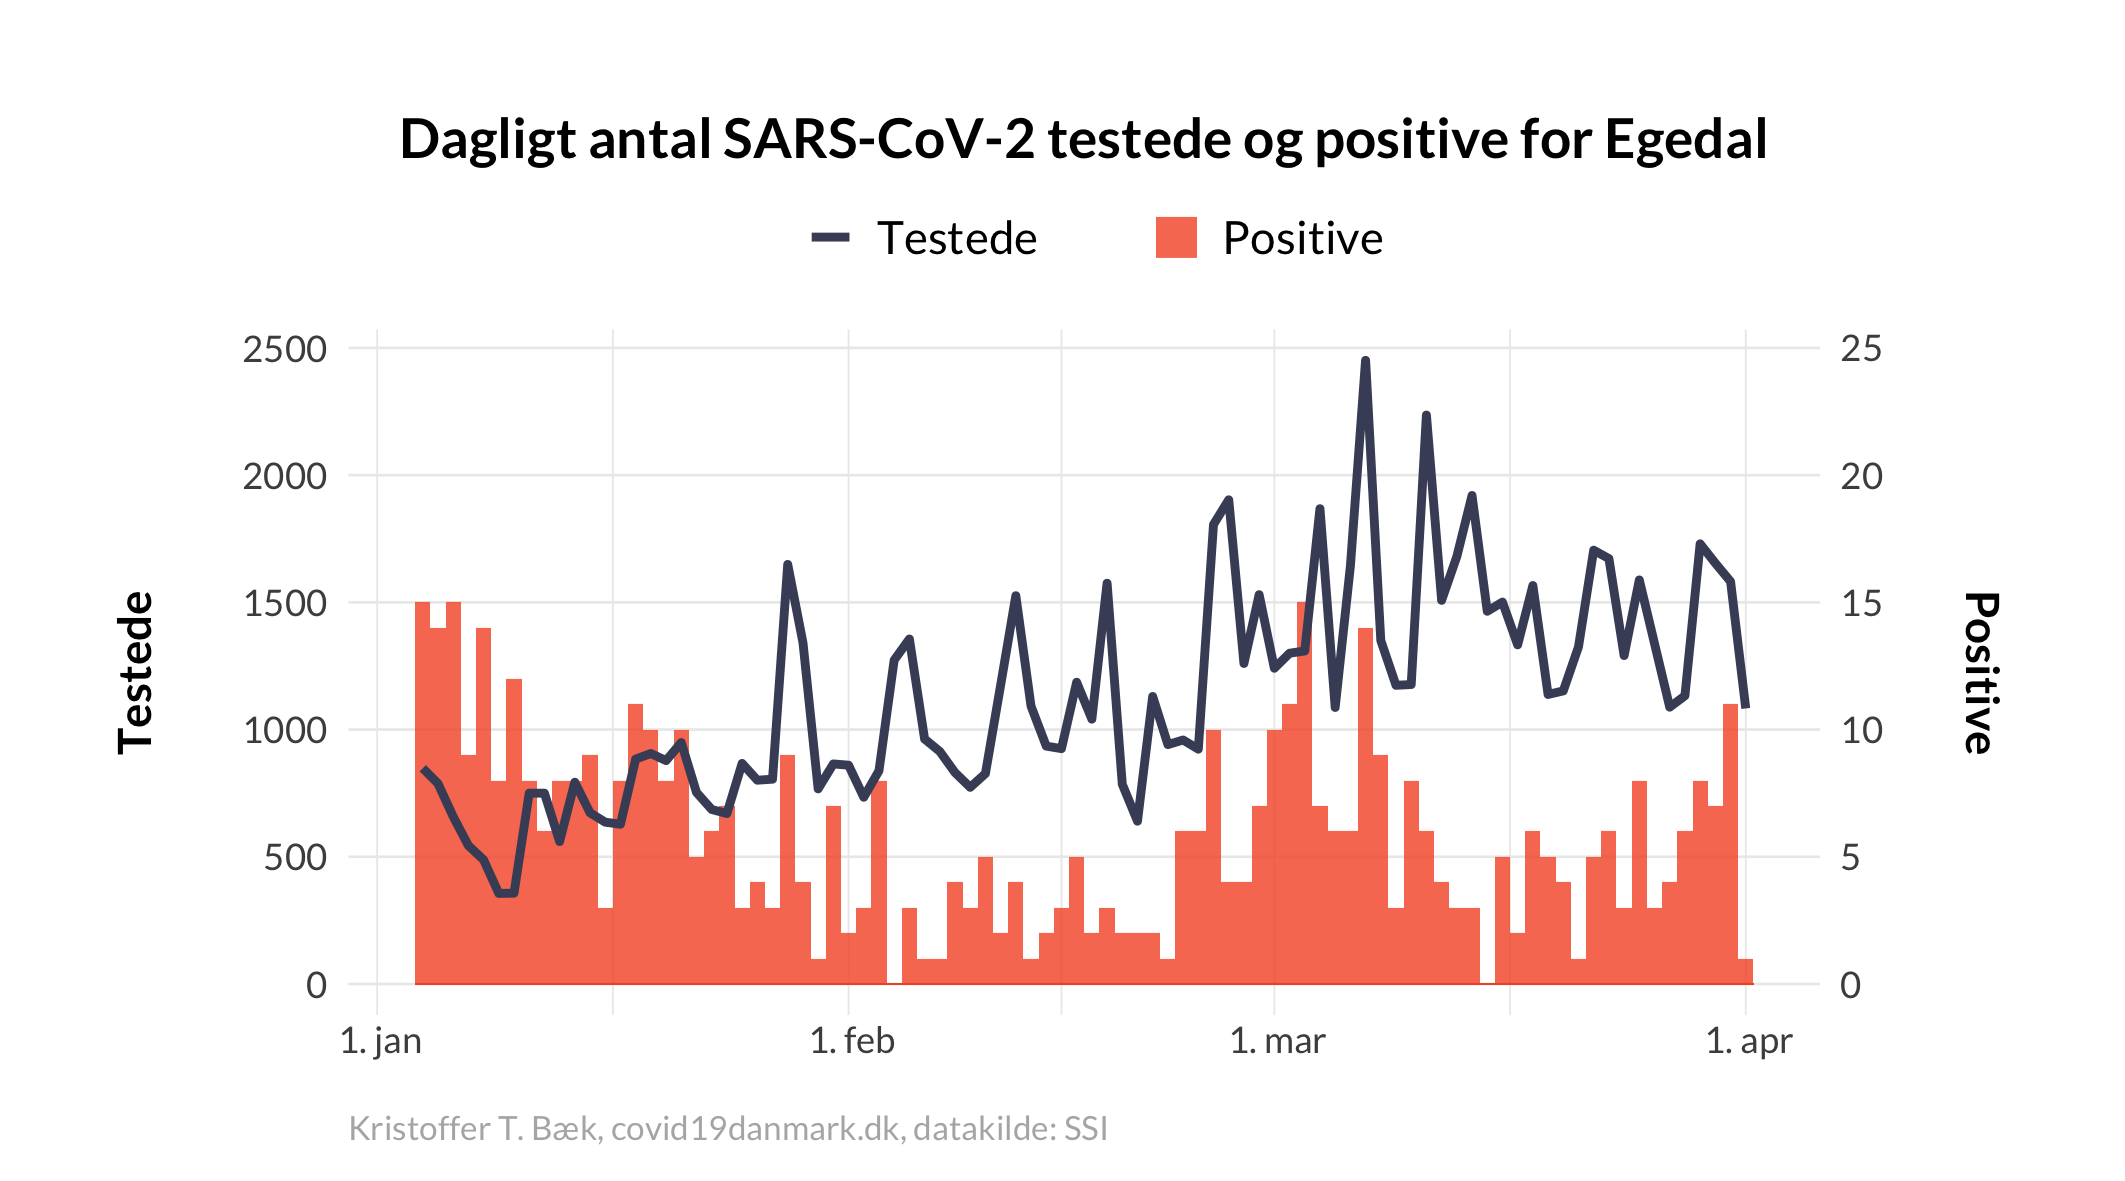 Dagligt antal SARS-CoV-2 testede og positive for Egedal
Testede
Positive
2500
2000
1500
1000
500
0
Testede
25
20
15
10
5
0
Positive
1. jan
1. feb
1. mar
1. apr
Kristoffer T. Bæk, covid19danmark.dk, datakilde: SSI